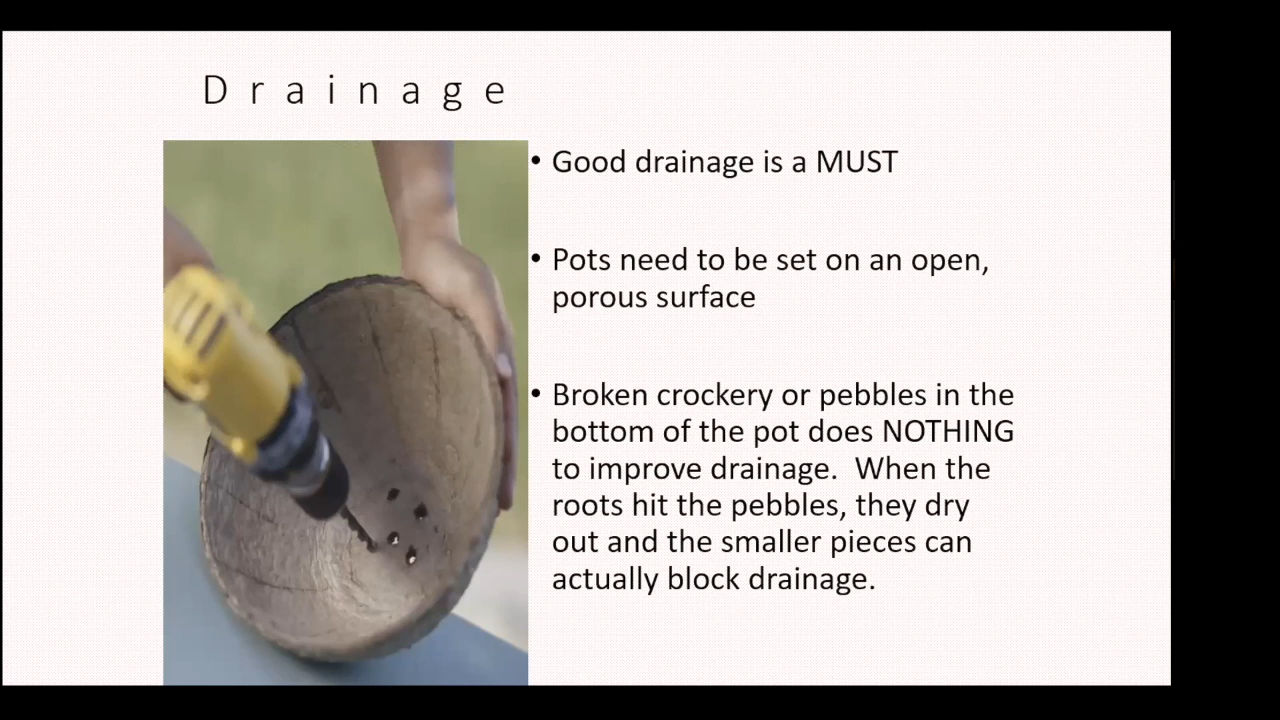 Drainage
• Good drainage is a MUST
• Pots need to be set on an open,
porous surface
• Broken crockery or pebbles in the
bottom of the pot does NOTHING
to improve drainage.  When the
roots hit the pebbles, they dry
out and the smaller pieces can
actually block drainage.